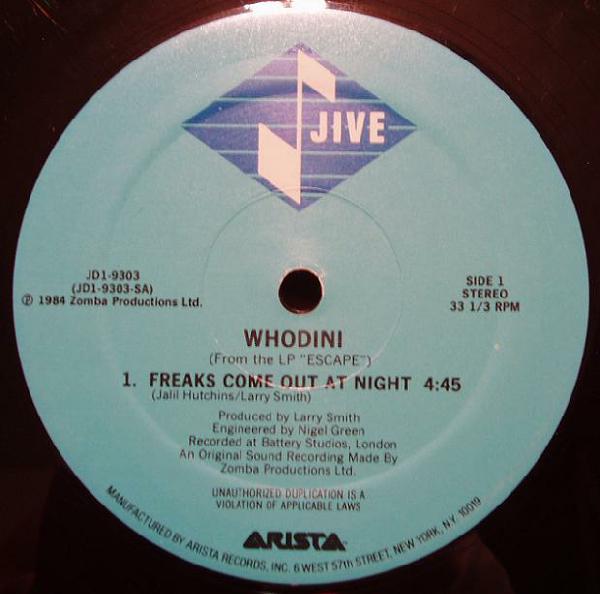 JIVE
JD1-9303
(JD1-9303-SA)
℗ 1984 Zomba Productions Ltd.
SIDE 1
STEREO
33 1/3 RPM
WHODINI
(From the LP "ESCAPE")
1. FREAKS COME OUT AT NIGHT 4:45
(Jalil Hutchins/Larry Smith)
Produced by Larry Smith
Engineered by Nigel Green
Recorded at Battery Studios, London
An Original Sound Recording Made By
Zomba Productions Ltd.
UNAUTHORIZED DUPLICATION IS A
VIOLATION OF APPLICABLE LAWS
ARISTA
MANUFACTURED BY ARISTA RECORDS, INC. 6 WEST 57th STREET, NEW YORK, N.Y. 10019